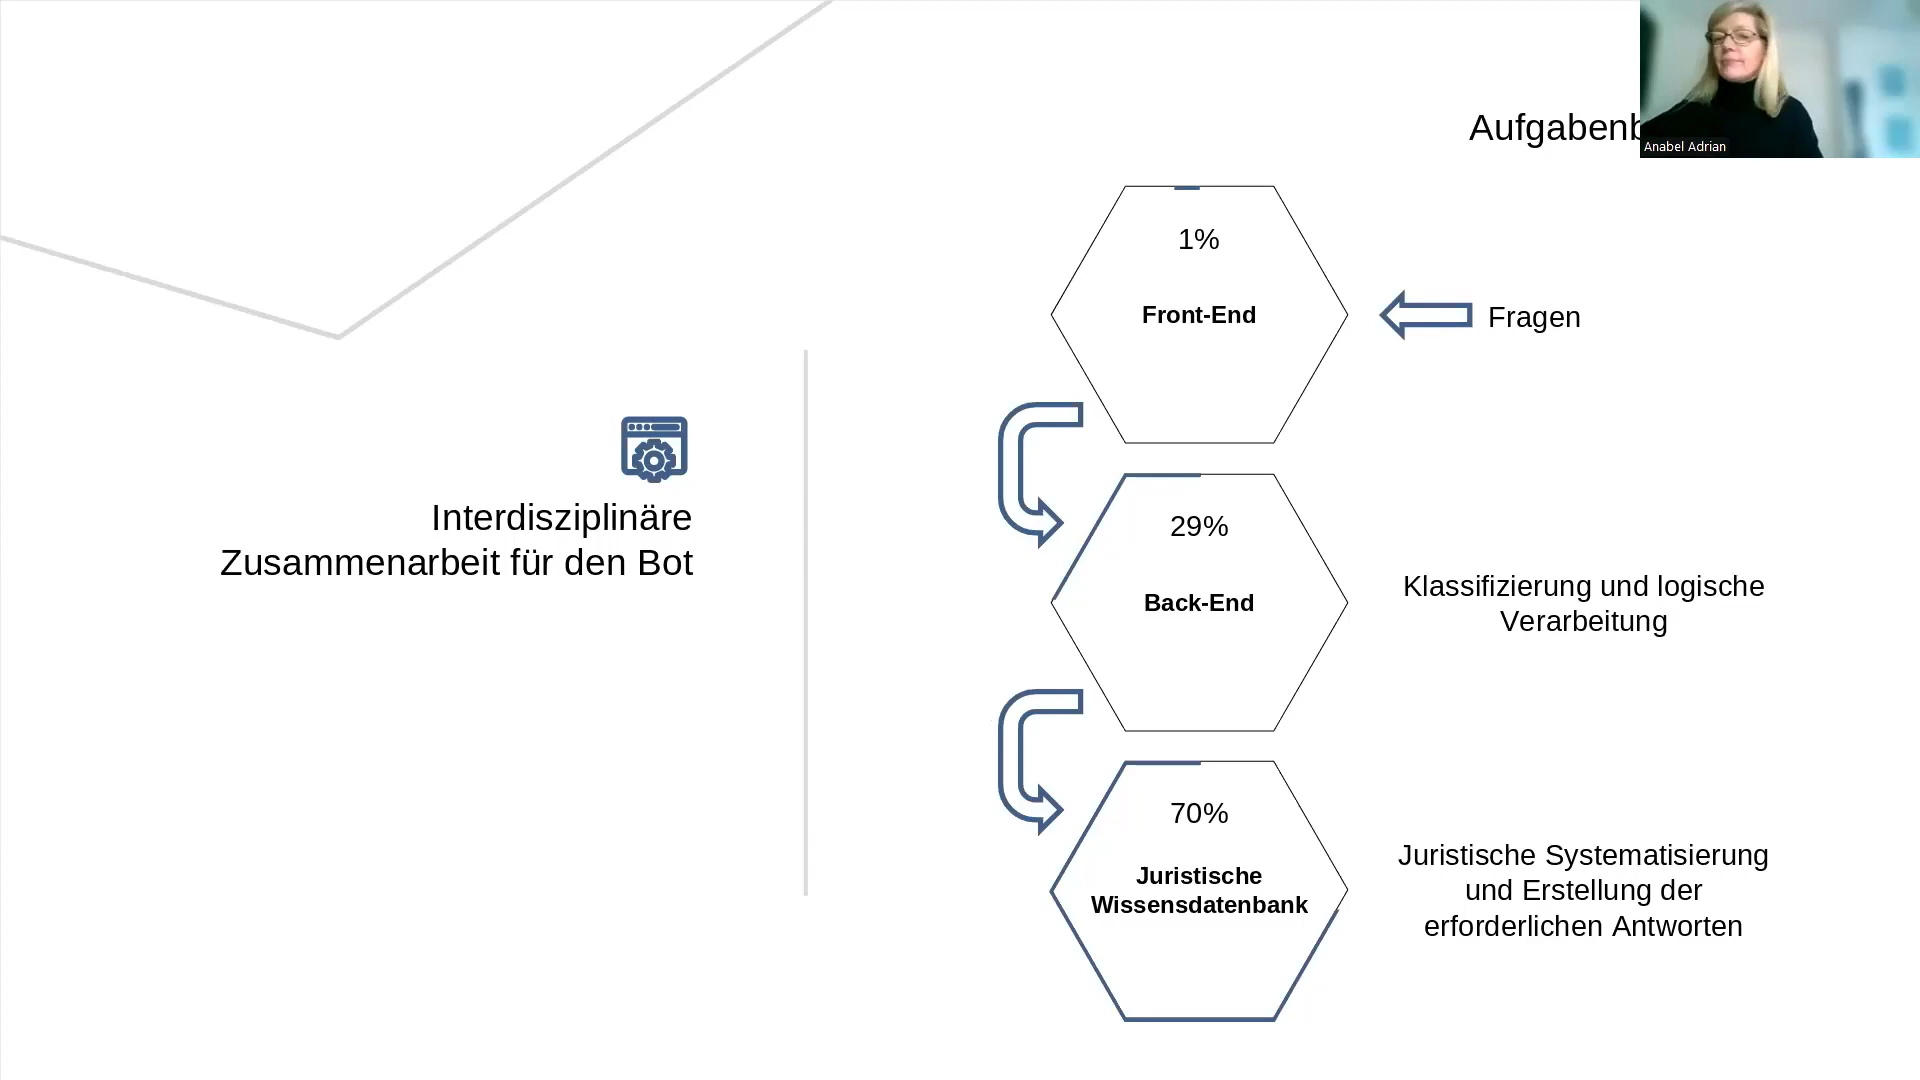 Anabel Adrian
1%
Front-End
Fragen
Interdisziplinäre
Zusammenarbeit für den Bot
29%
Back-End
Klassifizierung und logische
Verarbeitung
70%
Juristische
Wissensdatenbank
Juristische Systematisierung
und Erstellung der
erforderlichen Antworten